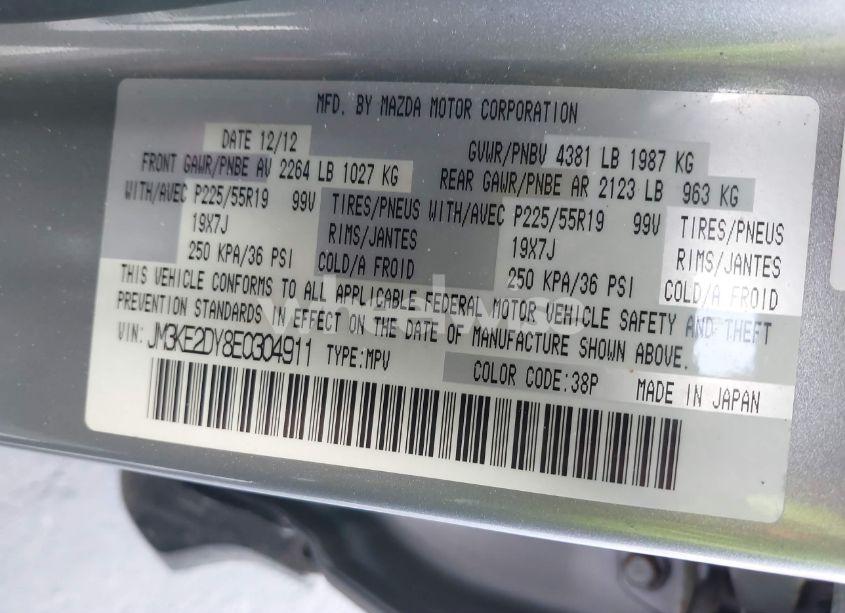 MFD. BY MAZDA MOTOR CORPORATION
DATE 12/12 GVWR/PNBV 4381 LB 1987 KG
FRONT GAWR/PNBE AV 2264 LB 1027 KG REAR GAWR/PNBE AR 2123 LB 963 KG
WITH/AVEC P225/55R19 99V TIRES/PNEUS WITH/AVEC P225/55R19 99V TIRES/PNEUS
19X7J RIMS/JANTES 19X7J RIMS/JANTES
250 KPA/36 PSI COLD/A FROID 250 KPA/36 PSI COLD/A FROID
THIS VEHICLE CONFORMS TO ALL APPLICABLE FEDERAL MOTOR VEHICLE SAFETY AND THEFT
PREVENTION STANDARDS IN EFFECT ON THE DATE OF MANUFACTURE SHOWN ABOVE.
VIN: JM3KE2DY8E0304911 TYPE:MPV
COLOR CODE:38P MADE IN JAPAN